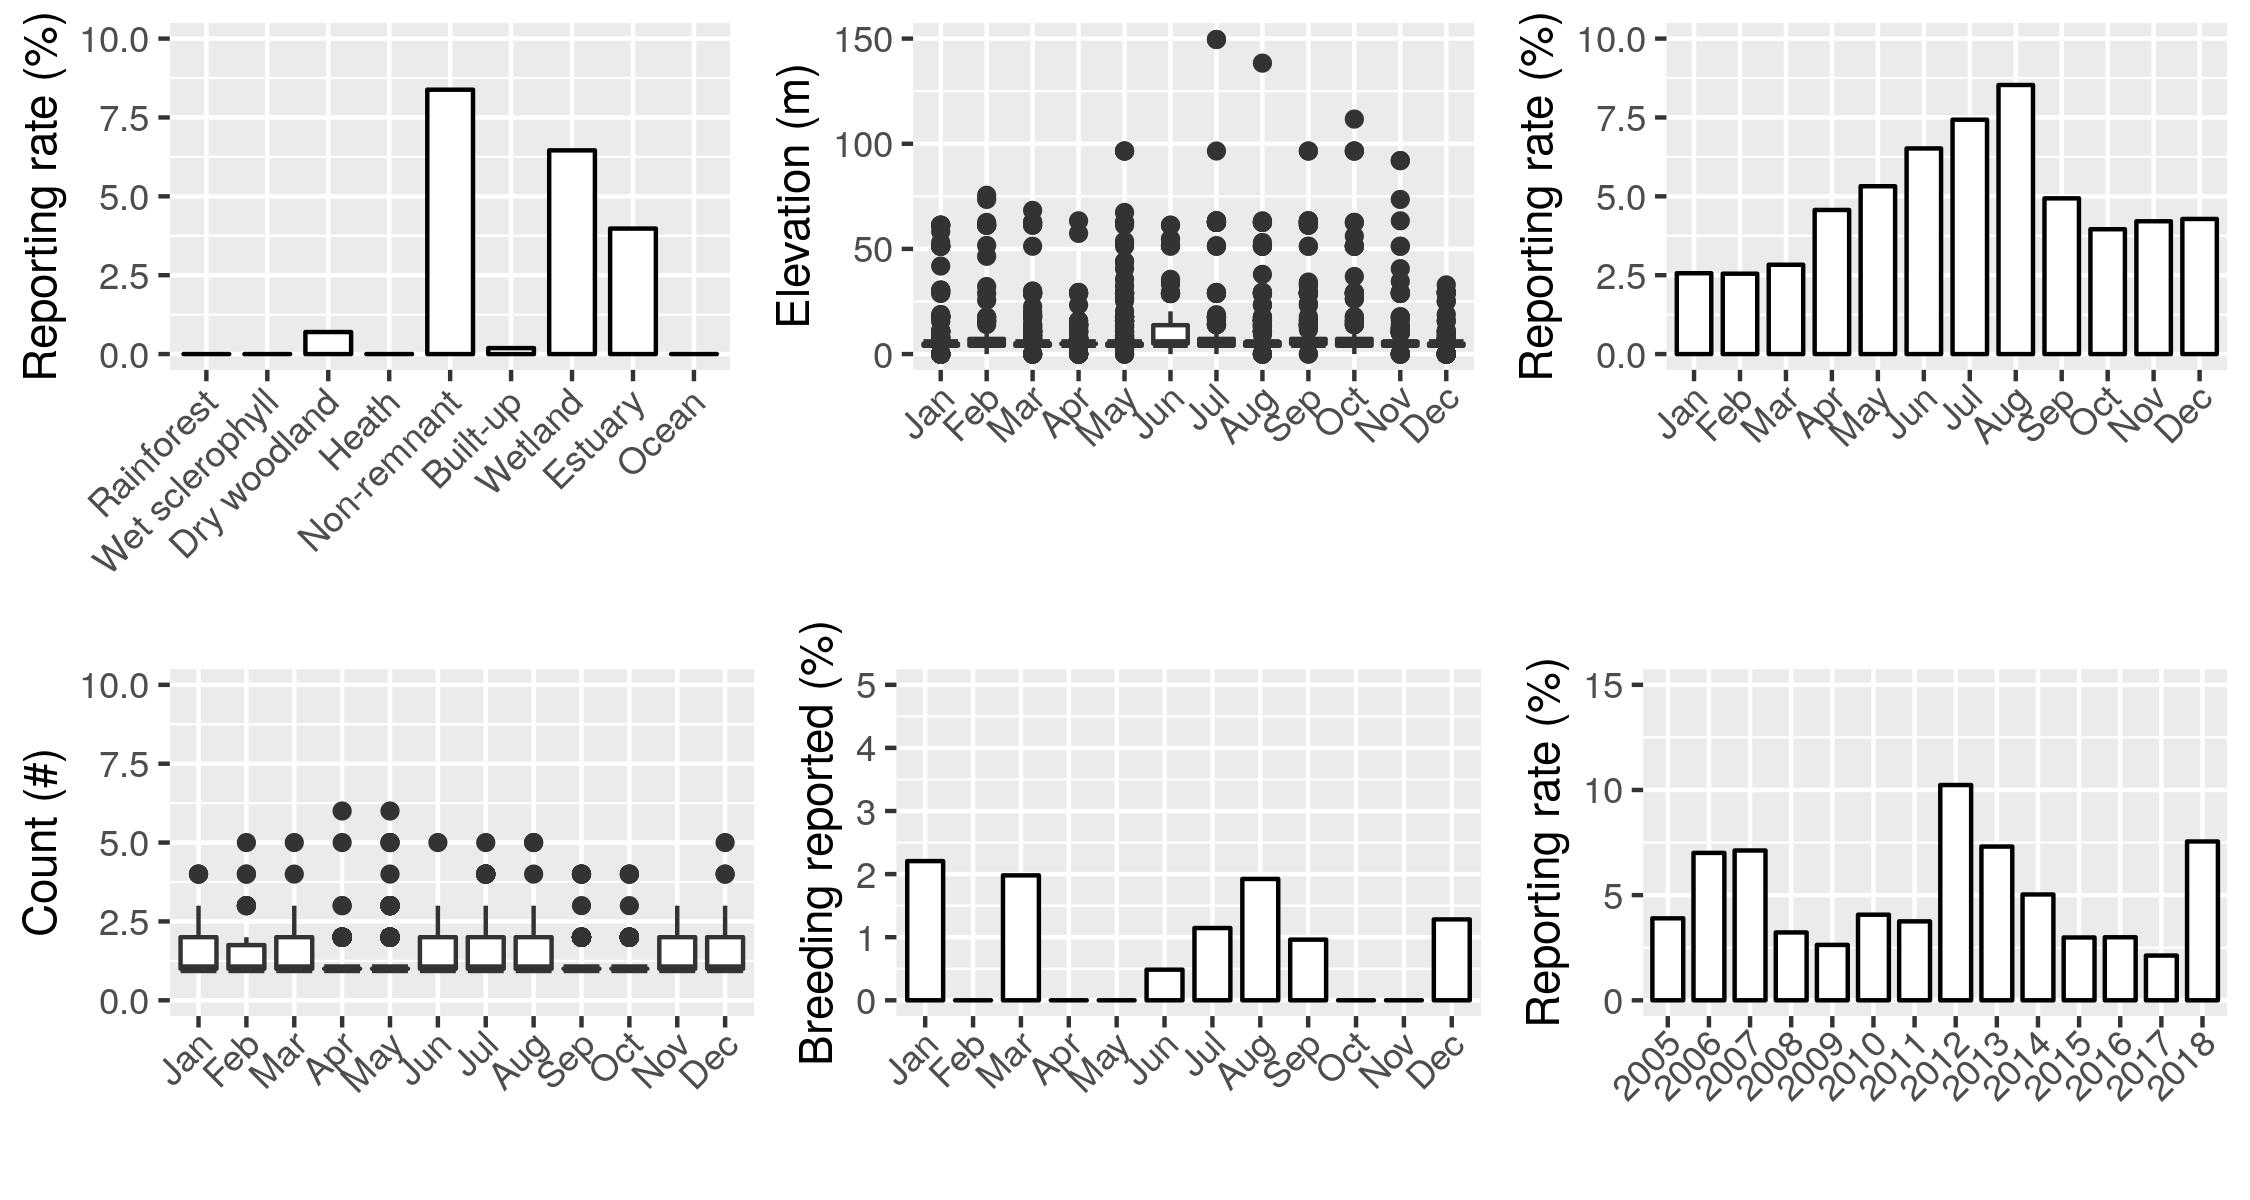 Reporting rate (%)
10.0
7.5
5.0
2.5
0.0
Rainforest
Wet sclerophyll
Dry woodland
Heath
Non-remnant
Built-up
Wetland
Estuary
Ocean
Elevation (m)
150
100
50
0
Jan
Feb
Mar
Apr
May
Jun
Jul
Aug
Sep
Oct
Nov
Dec
Reporting rate (%)
10.0
7.5
5.0
2.5
0.0
Jan
Feb
Mar
Apr
May
Jun
Jul
Aug
Sep
Oct
Nov
Dec
Count (#)
10.0
7.5
5.0
2.5
0.0
Jan
Feb
Mar
Apr
May
Jun
Jul
Aug
Sep
Oct
Nov
Dec
Breeding reported (%)
5
4
3
2
1
0
Jan
Feb
Mar
Apr
May
Jun
Jul
Aug
Sep
Oct
Nov
Dec
Reporting rate (%)
15
10
5
0
2005
2006
2007
2008
2009
2010
2011
2012
2013
2014
2015
2016
2017
2018